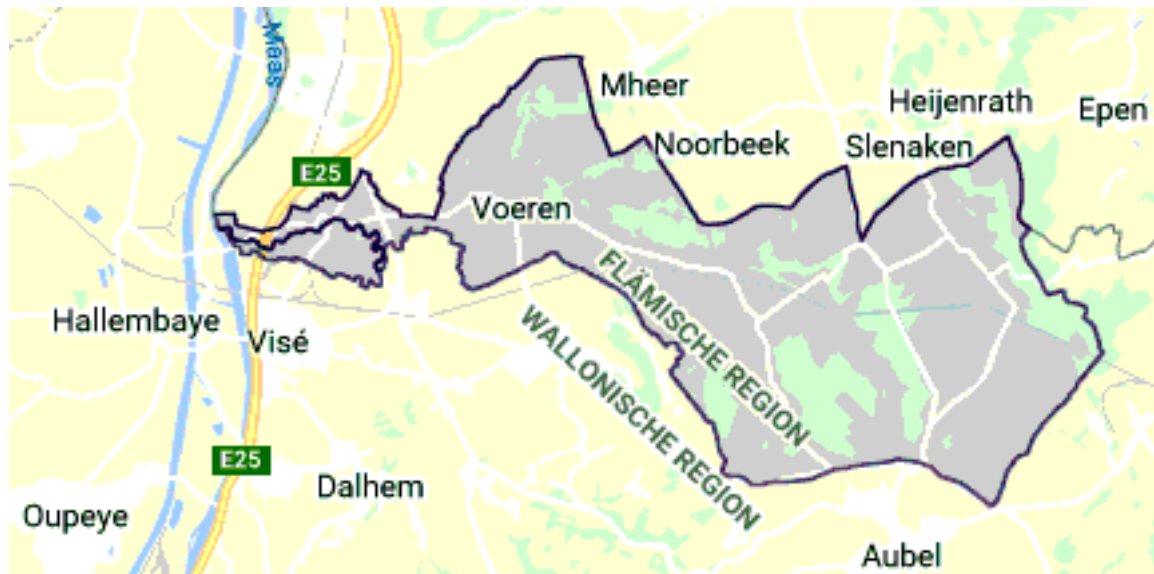 Maas
Mheer
Heijenrath
Epen
Noorbeek
Slenaken
E25
Voeren
FLÄMISCHE REGION
WALLONISCHE REGION
Hallembaye
Visé
E25
Dalhem
Oupeye
Aubel